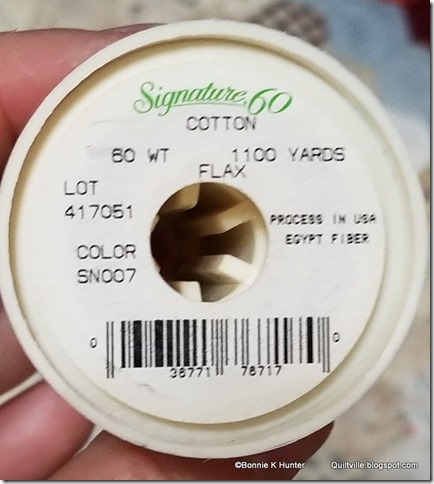 Signature 60
COTTON
60 WT 1100 YARDS
FLAX
LOT
417051
PROCESS IN USA
EGYPT FIBER
COLOR
SN007
0 38771 78717 0
©Bonnie K Hunter Quiltville.blogspot.com